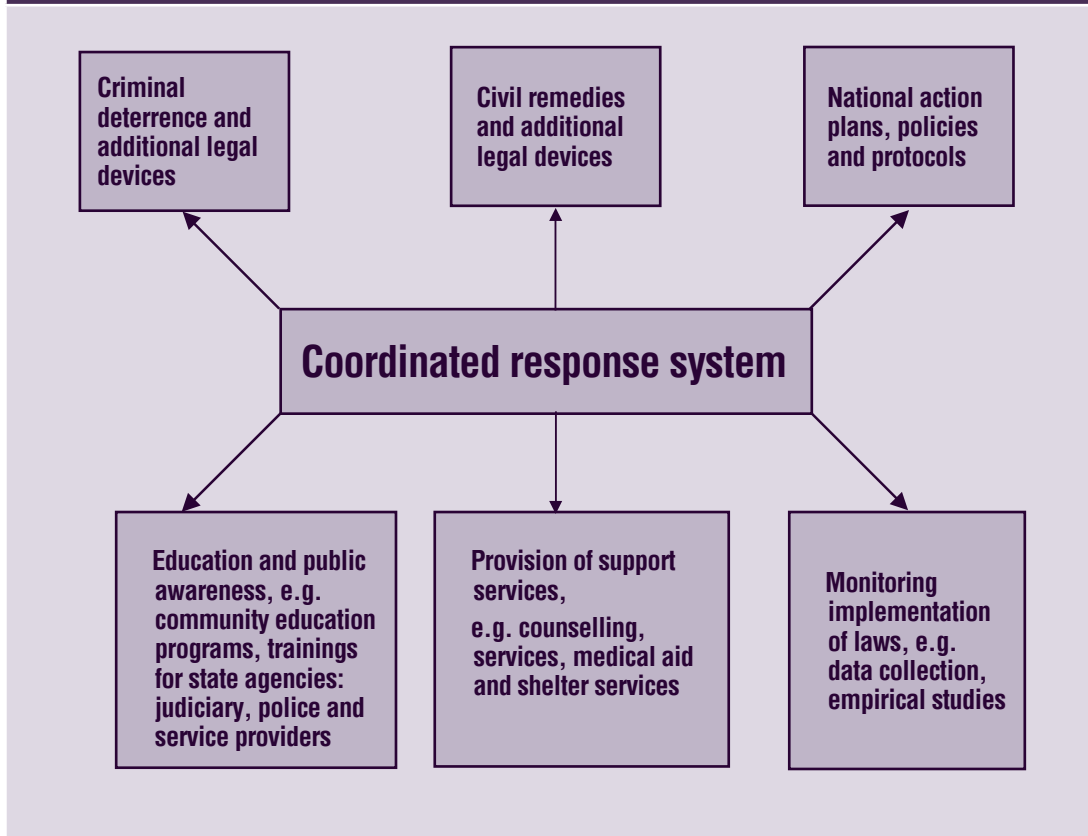 Criminal
deterrence and
additional legal
devices
Civil remedies
and additional
legal devices
National action
plans, policies
and protocols
Coordinated response system
Education and public
awareness, e.g.
community education
programs, trainings
for state agencies:
judiciary, police and
service providers
Provision of support
services,
e.g. counselling,
services, medical aid
and shelter services
Monitoring
implementation
of laws, e.g.
data collection,
empirical studies